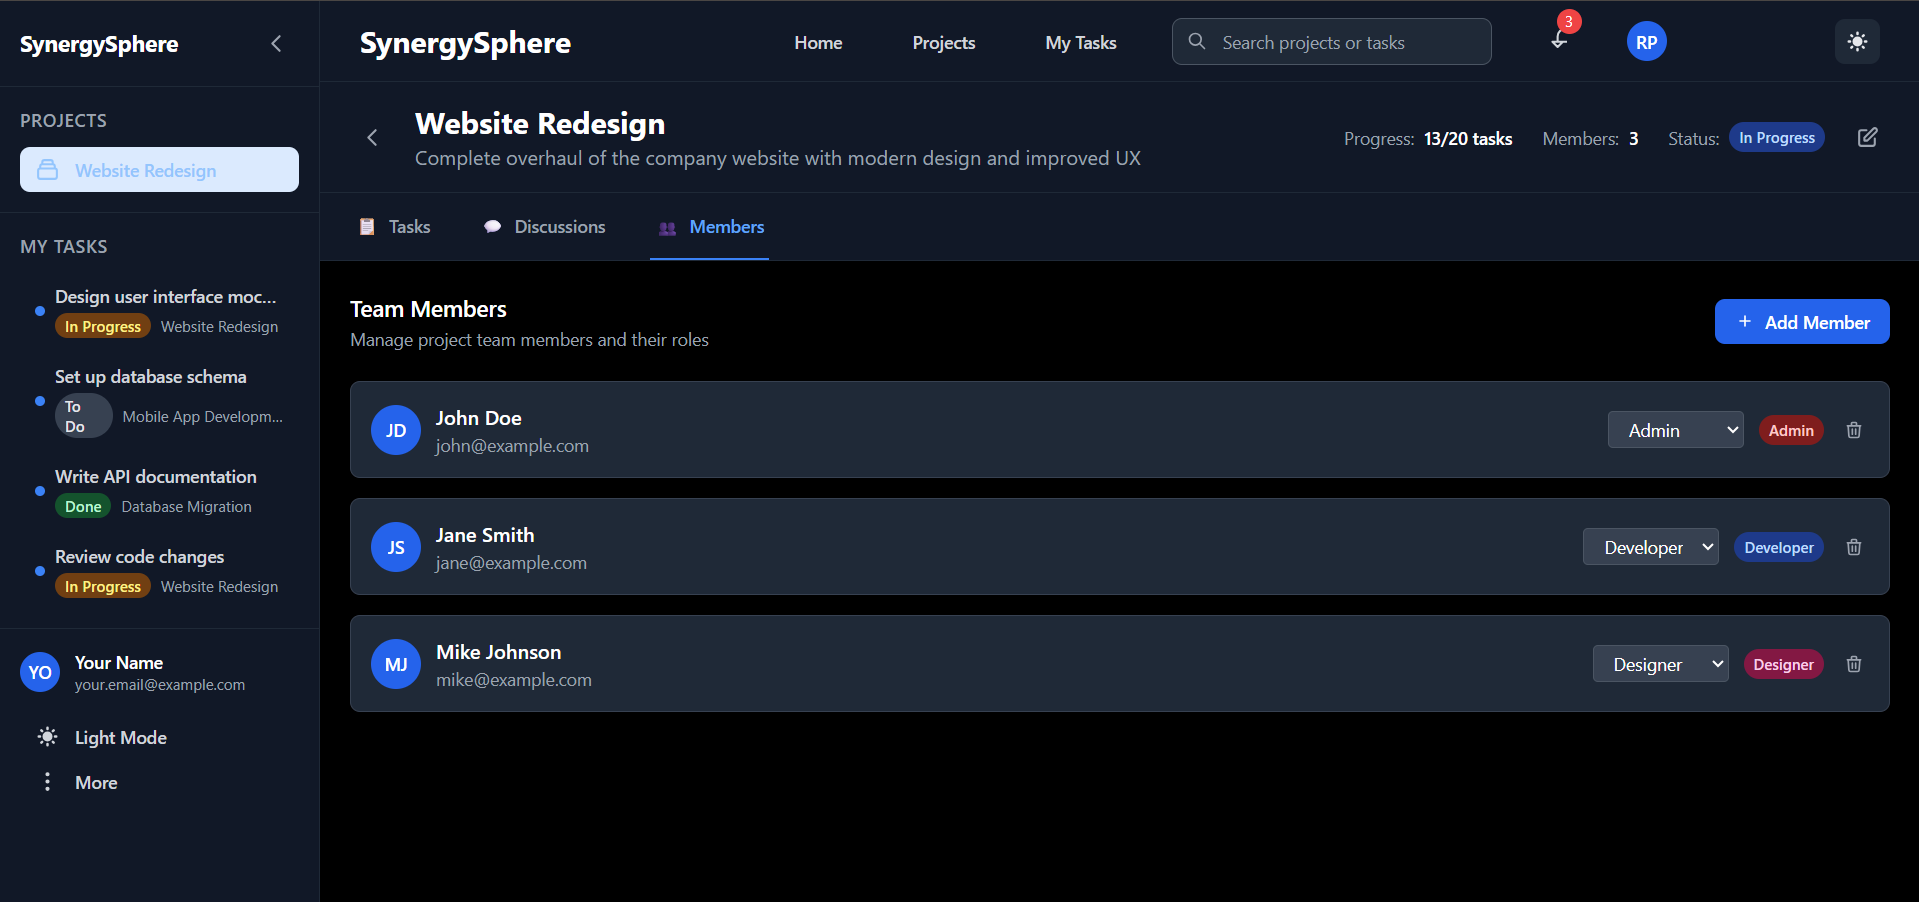 SynergySphere
PROJECTS
Website Redesign
MY TASKS
Design user interface moc...
In Progress
Website Redesign
Set up database schema
To
Do
Mobile App Developm...
Write API documentation
Done
Database Migration
Review code changes
In Progress
Website Redesign
YO
Your Name
your.email@example.com
Light Mode
More
SynergySphere
Home
Projects
My Tasks
Search projects or tasks
3
RP
Website Redesign
Complete overhaul of the company website with modern design and improved UX
Progress: 13/20 tasks
Members: 3
Status: In Progress
Tasks
Discussions
Members
Team Members
Manage project team members and their roles
+ Add Member
JD
John Doe
john@example.com
Admin
Admin
JS
Jane Smith
jane@example.com
Developer
Developer
MJ
Mike Johnson
mike@example.com
Designer
Designer